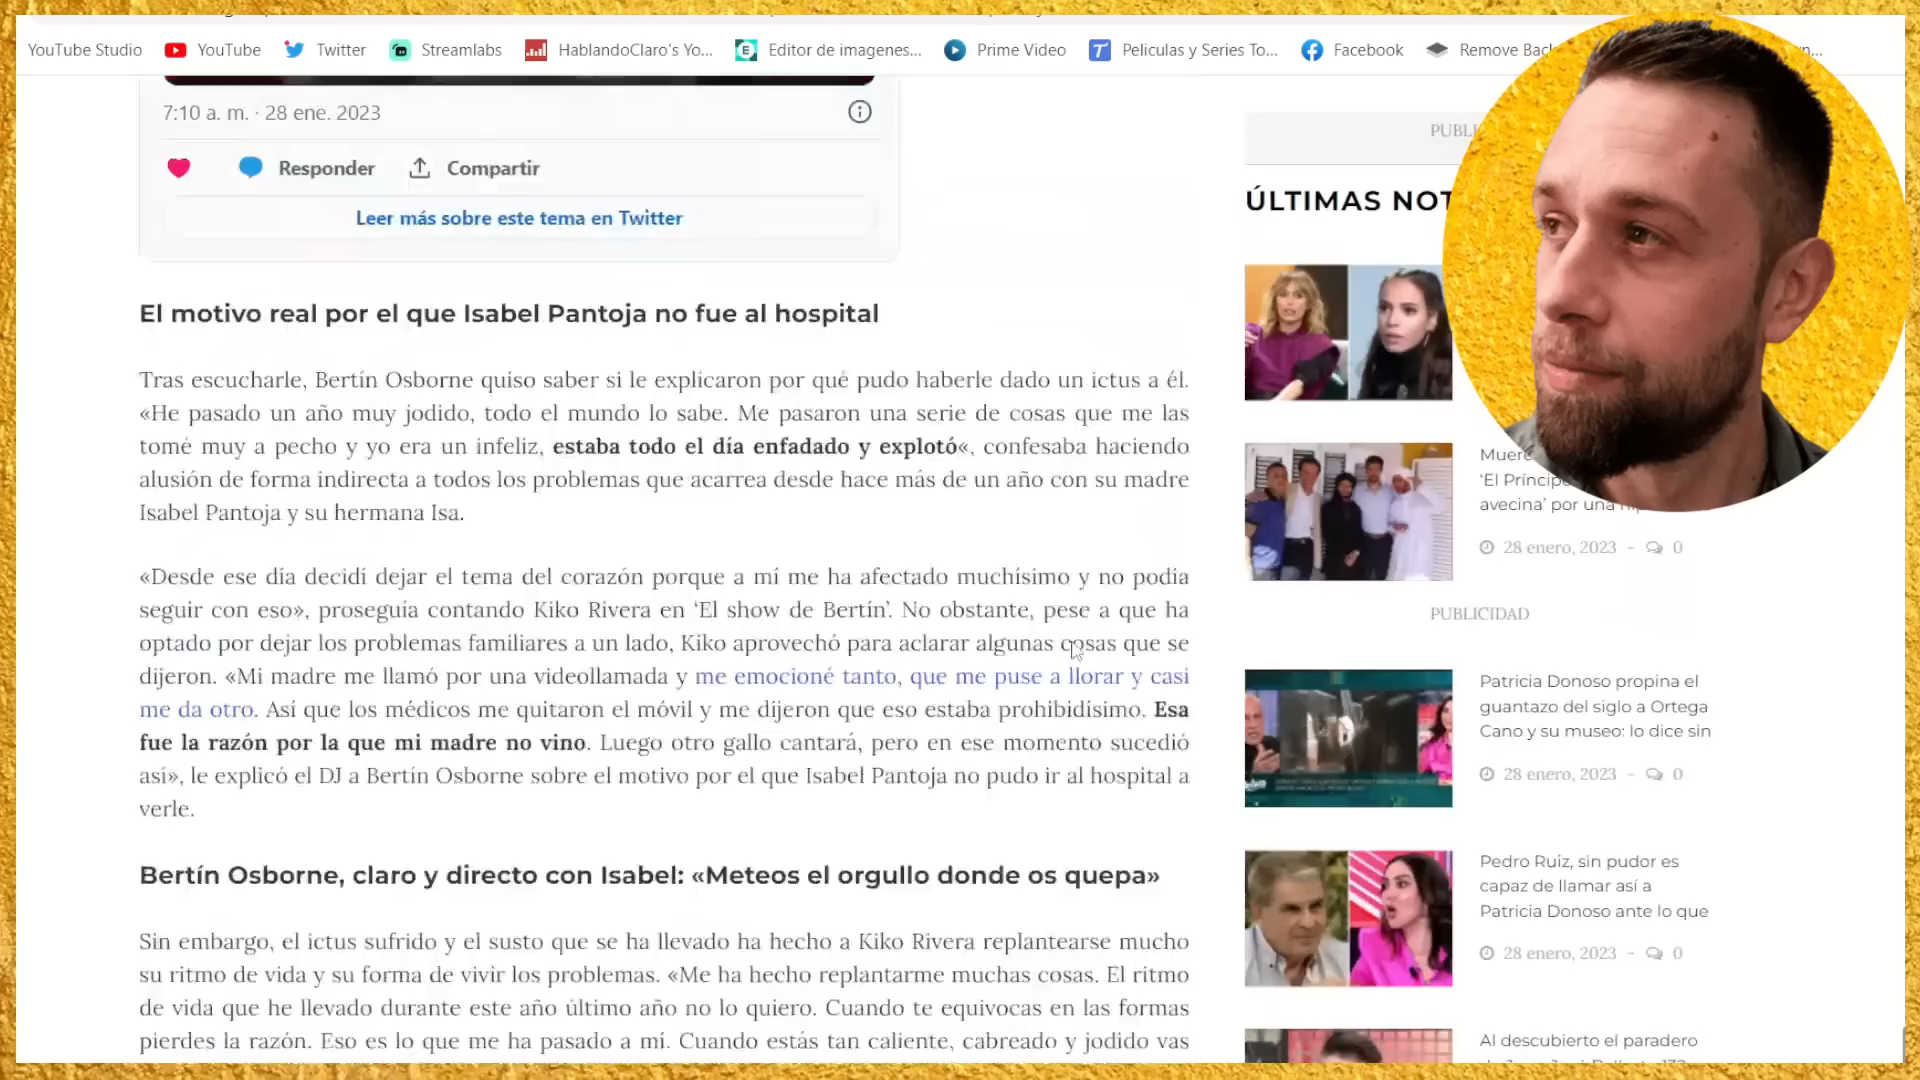 YouTube Studio YouTube Twitter Streamlabs HablandoClaro's Yo... Editor de imagenes... Prime Video Peliculas y Series To... Facebook Remove
7:10 a. m. · 28 ene. 2023
Responder Compartir
Leer más sobre este tema en Twitter
El motivo real por el que Isabel Pantoja no fue al hospital
Tras escucharle, Bertín Osborne quiso saber si le explicaron por qué pudo haberle dado un ictus a él.
«He pasado un año muy jodido, todo el mundo lo sabe. Me pasaron una serie de cosas que me las
tomé muy a pecho y yo era un infeliz, estaba todo el día enfadado y explotó«, confesaba haciendo
alusión de forma indirecta a todos los problemas que acarrea desde hace más de un año con su madre
Isabel Pantoja y su hermana Isa.
«Desde ese día decidí dejar el tema del corazón porque a mí me ha afectado muchísimo y no podía
seguir con eso», proseguía contando Kiko Rivera en ‘El show de Bertín’. No obstante, pese a que ha
optado por dejar los problemas familiares a un lado, Kiko aprovechó para aclarar algunas cosas que se
dijeron. «Mi madre me llamó por una videollamada y me emocioné tanto, que me puse a llorar y casi
me da otro. Así que los médicos me quitaron el móvil y me dijeron que eso estaba prohibidísimo. Esa
fue la razón por la que mi madre no vino. Luego otro gallo cantará, pero en ese momento sucedió
así», le explicó el DJ a Bertín Osborne sobre el motivo por el que Isabel Pantoja no pudo ir al hospital a
verle.
Bertín Osborne, claro y directo con Isabel: «Meteos el orgullo donde os quepa»
Sin embargo, el ictus sufrido y el susto que se ha llevado ha hecho a Kiko Rivera replantearse mucho
su ritmo de vida y su forma de vivir los problemas. «Me ha hecho replantarme muchas cosas. El ritmo
de vida que he llevado durante este año último año no lo quiero. Cuando te equivocas en las formas
pierdes la razón. Eso es lo que me ha pasado a mí. Cuando estás tan caliente, cabreado y jodido vas
PUBLI
ÚLTIMAS NOT
‘El Príncipe
avecina’ por una
28 enero, 2023 - 0
PUBLICIDAD
Patricia Donoso propina el
guantazo del siglo a Ortega
Cano y su museo: lo dice sin
28 enero, 2023 - 0
Pedro Ruiz, sin pudor es
capaz de llamar así a
Patricia Donoso ante lo que
28 enero, 2023 - 0
Al descubierto el paradero